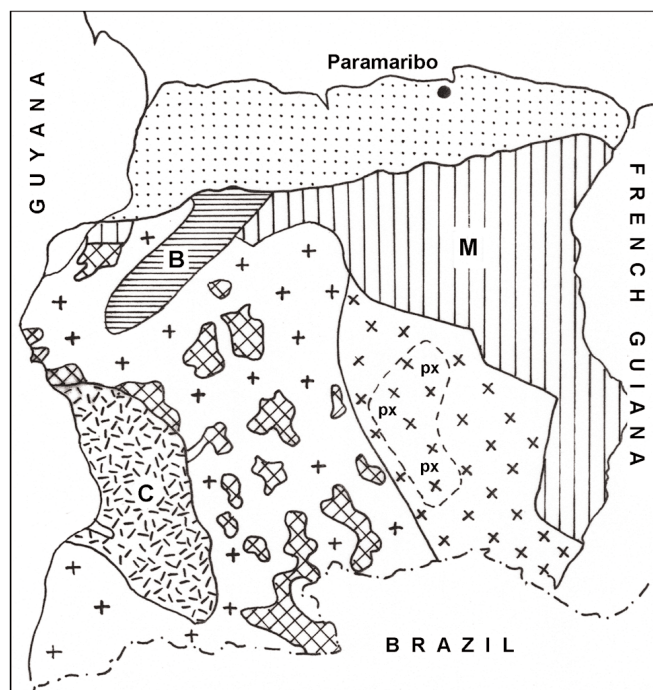 Paramaribo
GUYANA
FRENCH GUIANA
M
B
px
px
px
C
BRAZIL